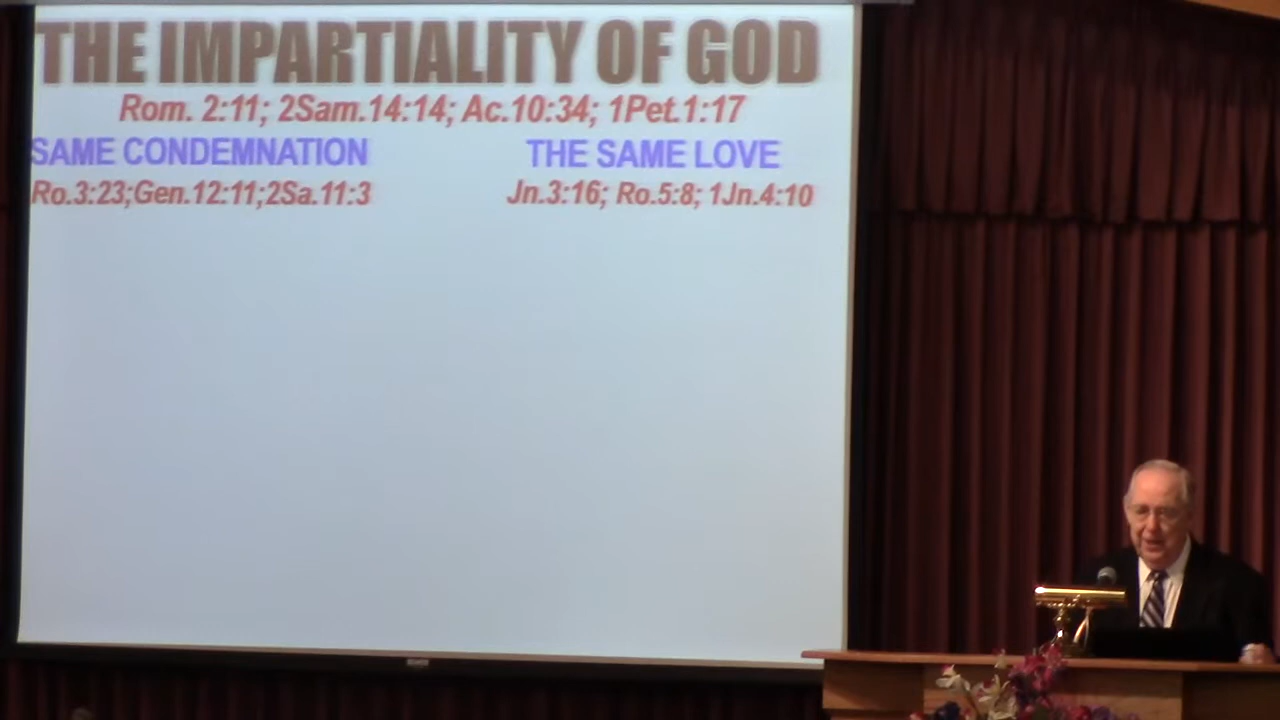 THE IMPARTIALITY OF GOD
Rom. 2:11; 2Sam.14:14; Ac.10:34; 1Pet.1:17
SAME CONDEMNATION
Ro.3:23;Gen.12:11;2Sa.11:3
THE SAME LOVE
Jn.3:16; Ro.5:8; 1Jn.4:10